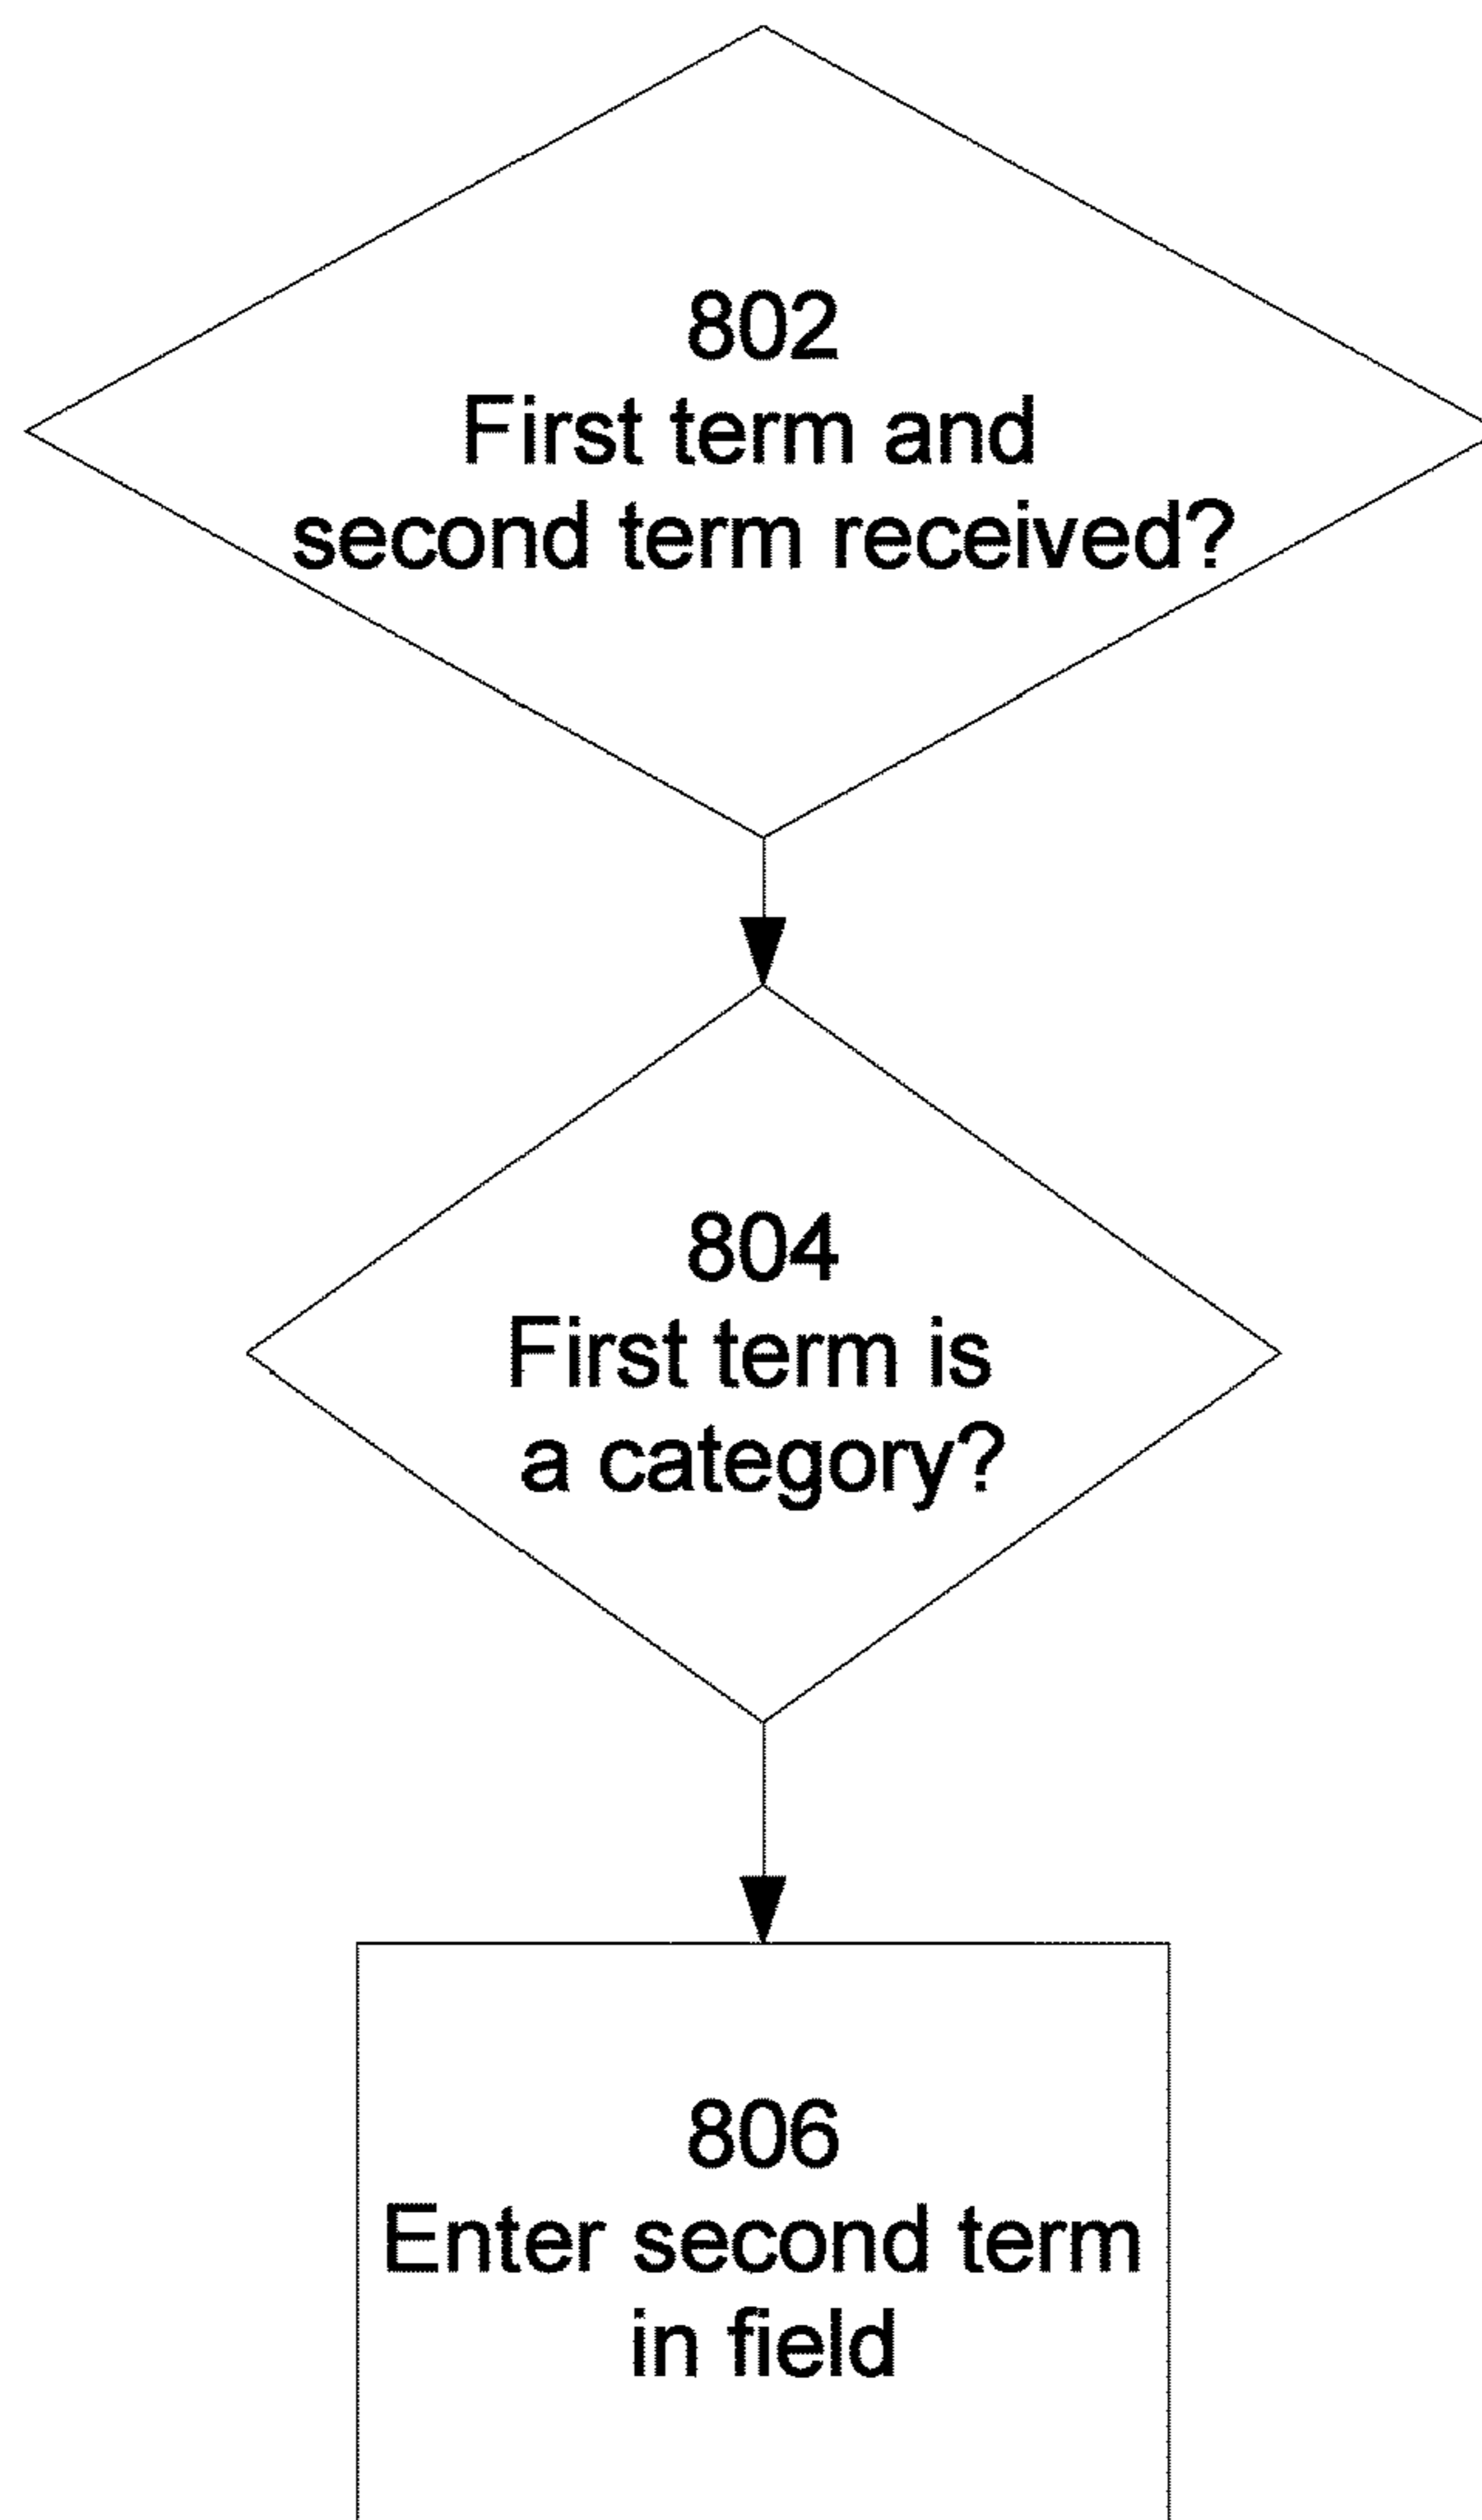 802
First term and
second term received?
804
First term is
a category?
806
Enter second term
in field